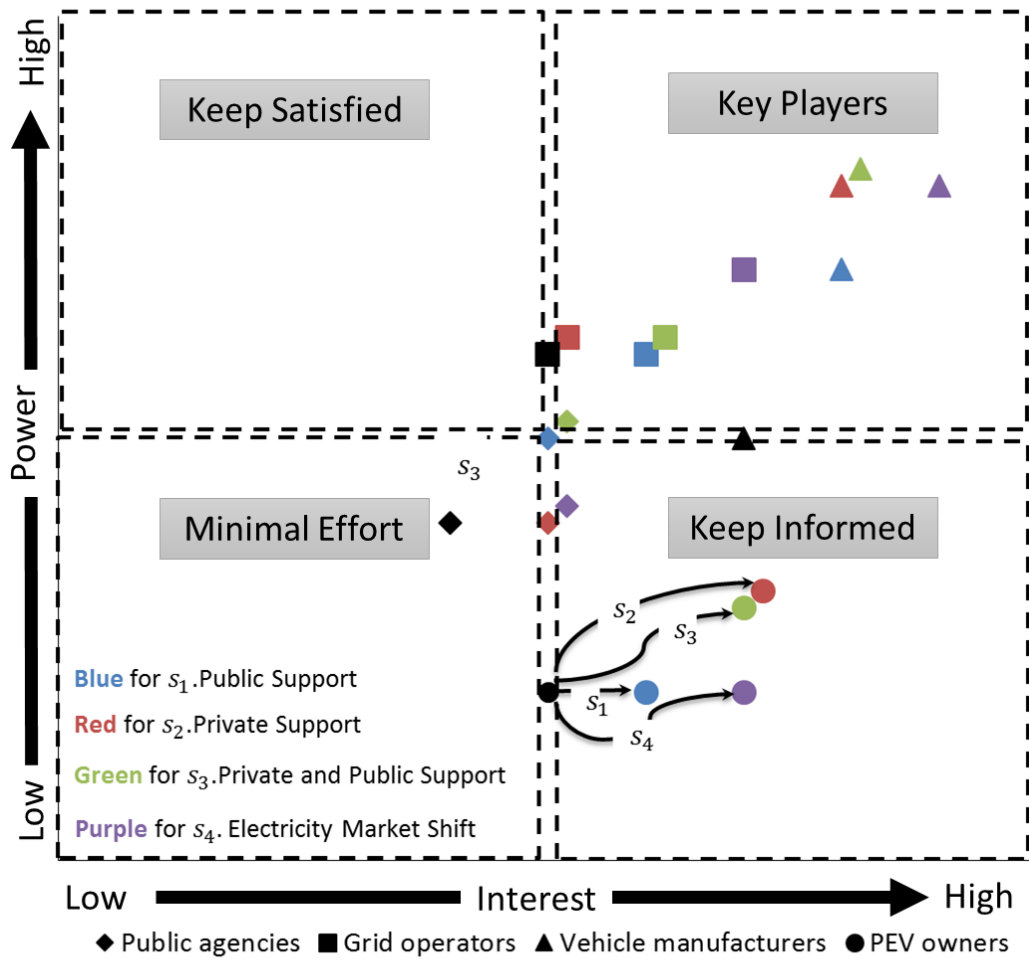 High
Keep Satisfied
Key Players
Power
s₃
Minimal Effort
Keep Informed
s₂
s₃
s₁
s₄
Blue for s₁.Public Support
Red for s₂.Private Support
Green for s₃.Private and Public Support
Purple for s₄. Electricity Market Shift
Low
Low Interest High
Public agencies Grid operators Vehicle manufacturers PEV owners